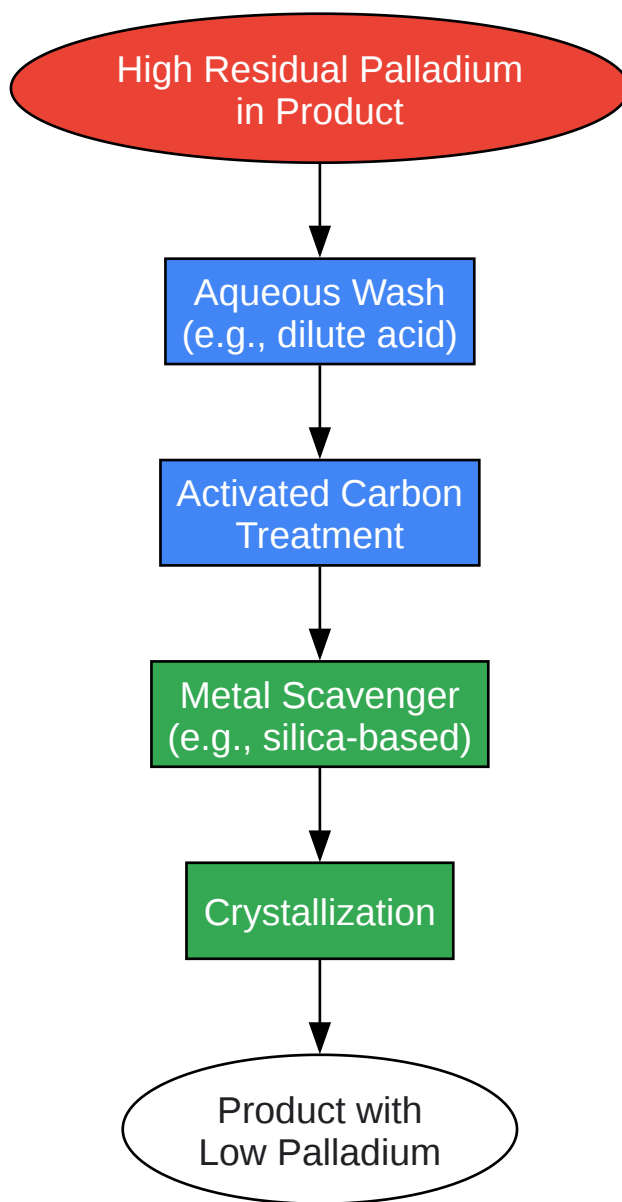 High Residual Palladium
in Product
Aqueous Wash
(e.g., dilute acid)
Activated Carbon
Treatment
Metal Scavenger
(e.g., silica-based)
Crystallization
Product with
Low Palladium